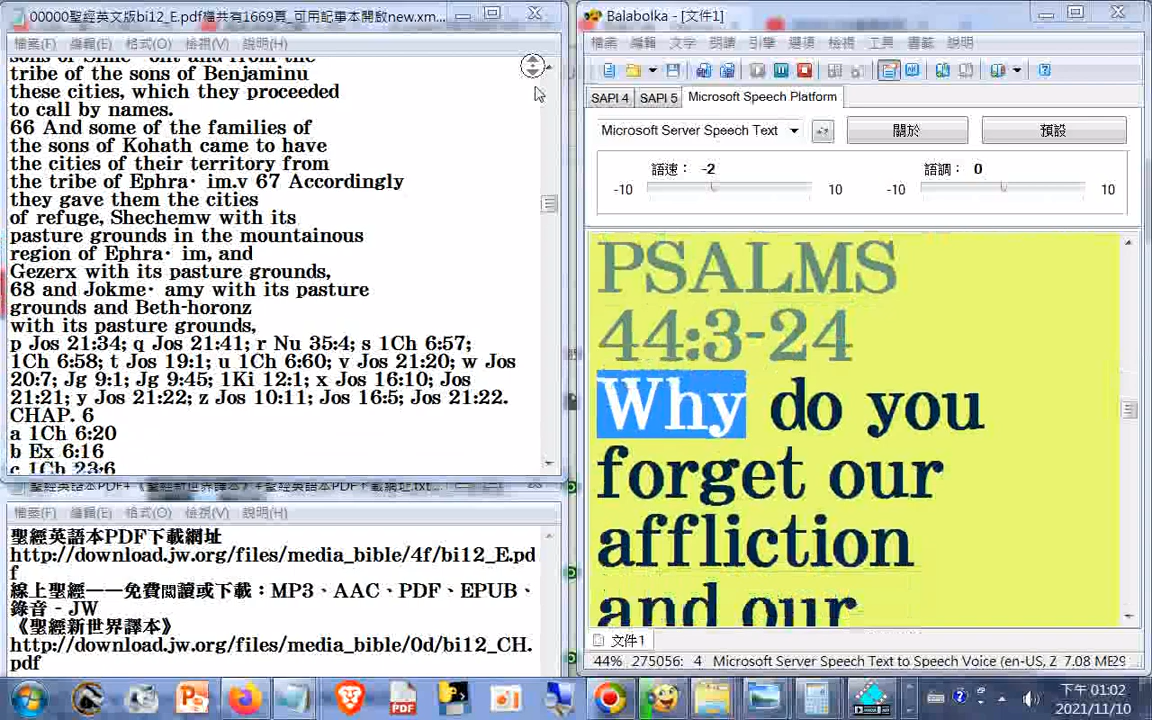 00000聖經英文版bi12_E.pdf檔共有1669頁_可用記事本開啟new.xm...
檔案(F) 編輯(E) 格式(O) 檢視(V) 說明(H)
tribe of the sons of Benjaminu
these cities, which they proceeded
to call by names.
66 And some of the families of
the sons of Kohath came to have
the cities of their territory from
the tribe of Ephra· im.v 67 Accordingly
they gave them the cities
of refuge, Shechemw with its
pasture grounds in the mountainous
region of Ephra· im, and
Gezerx with its pasture grounds,
68 and Jokme· amy with its pasture
grounds and Beth-horonz
with its pasture grounds,
p Jos 21:34; q Jos 21:41; r Nu 35:4; s 1Ch 6:57;
1Ch 6:58; t Jos 19:1; u 1Ch 6:60; v Jos 21:20; w Jos
20:7; Jg 9:1; Jg 9:45; 1Ki 12:1; x Jos 16:10; Jos
21:21; y Jos 21:22; z Jos 10:11; Jos 16:5; Jos 21:22.
CHAP. 6
a 1Ch 6:20
b Ex 6:16
c 1Ch 23:6
檔案(F) 編輯(E) 格式(O) 檢視(V) 說明(H)
聖經英語本PDF下載網址
http://download.jw.org/files/media_bible/4f/bi12_E.pd
f
線上聖經——免費閱讀或下載：MP3、AAC、PDF、EPUB、
錄音 - JW
《聖經新世界譯本》
http://download.jw.org/files/media_bible/0d/bi12_CH.
pdf
Balabolka - [文件1]
檔案 編輯 文字 朗讀 引擎 選項 檢視 工具 書籤 說明
SAPI 4 SAPI 5 Microsoft Speech Platform
Microsoft Server Speech Text 關於 預設
語速： -2 語調： 0
-10 10 -10 10
PSALMS
44:3-24
Why do you
forget our
affliction
and our
文件1
44% 275056: 4 Microsoft Server Speech Text to Speech Voice (en-US, Z 7.08 ME29
PDF
下午 01:02
2021/11/10